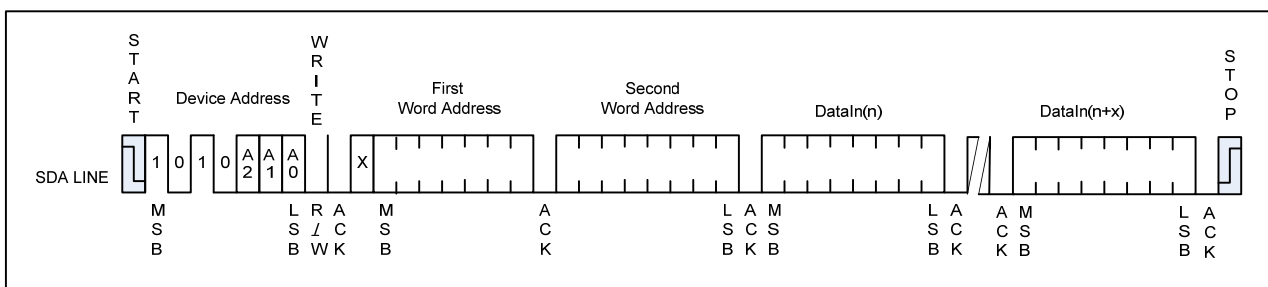 START
WRITE
STOP
Device Address
First
Word Address
Second
Word Address
DataIn(n)
DataIn(n+x)
SDA LINE
1 0 1 0 A2 A1 A0 X
MSB
LSB
R/W
ACK
MSB
ACK
LSB
ACK
MSB
LSB
ACK
ACK
MSB
LSB
ACK